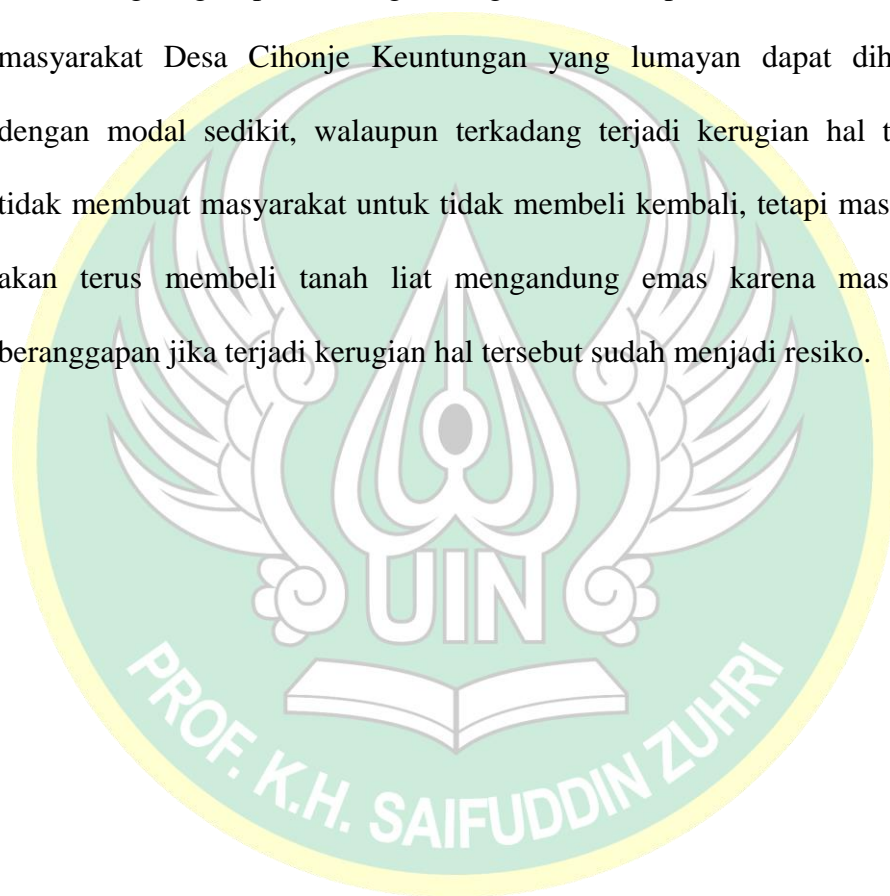 masyarakat Desa Cihonje Keuntungan yang lumayan dapat dih
dengan modal sedikit, walaupun terkadang terjadi kerugian hal t
tidak membuat masyarakat untuk tidak membeli kembali, tetapi mas
akan terus membeli tanah liat mengandung emas karena mas
beranggapan jika terjadi kerugian hal tersebut sudah menjadi resiko.
UIN
PROF. K.H. SAIFUDDIN ZUHRI